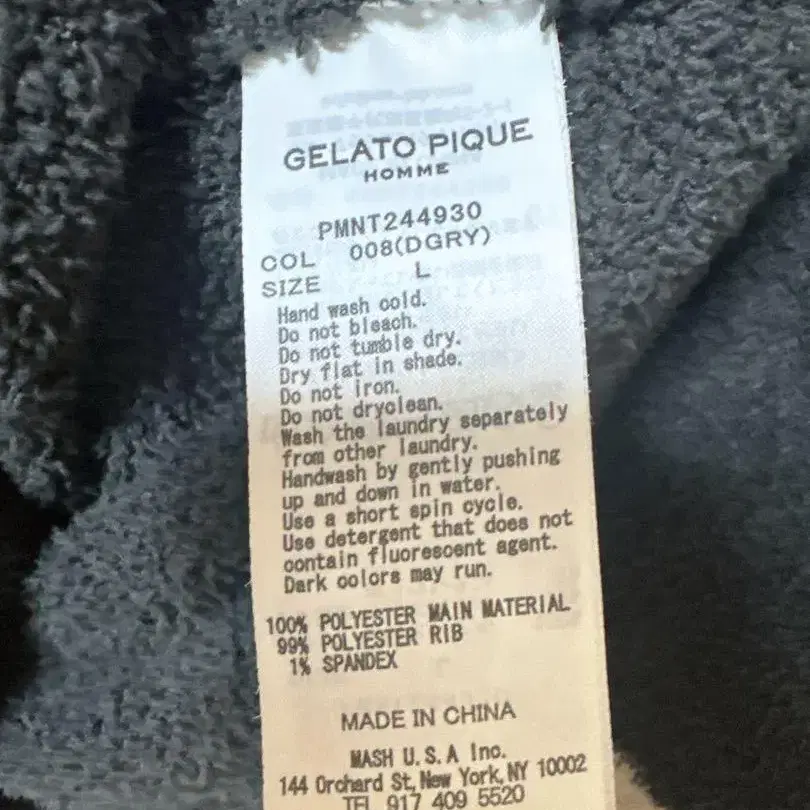 GELATO PIQUE
HOMME
PMNT244930
COL 008(DGRY)
SIZE L
Hand wash cold.
Do not bleach.
Do not tumble dry.
Dry flat in shade.
Do not iron.
Do not dryclean.
Wash the laundry separately
from other laundry.
Handwash by gently pushing
up and down in water.
Use a short spin cycle.
Use detergent that does not
contain fluorescent agent.
Dark colors may run.
100% POLYESTER MAIN MATERIAL
99% POLYESTER RIB
1% SPANDEX
MADE IN CHINA
MASH U.S.A Inc.
144 Orchard St, New York, NY 10002
TEL 917 409 5520